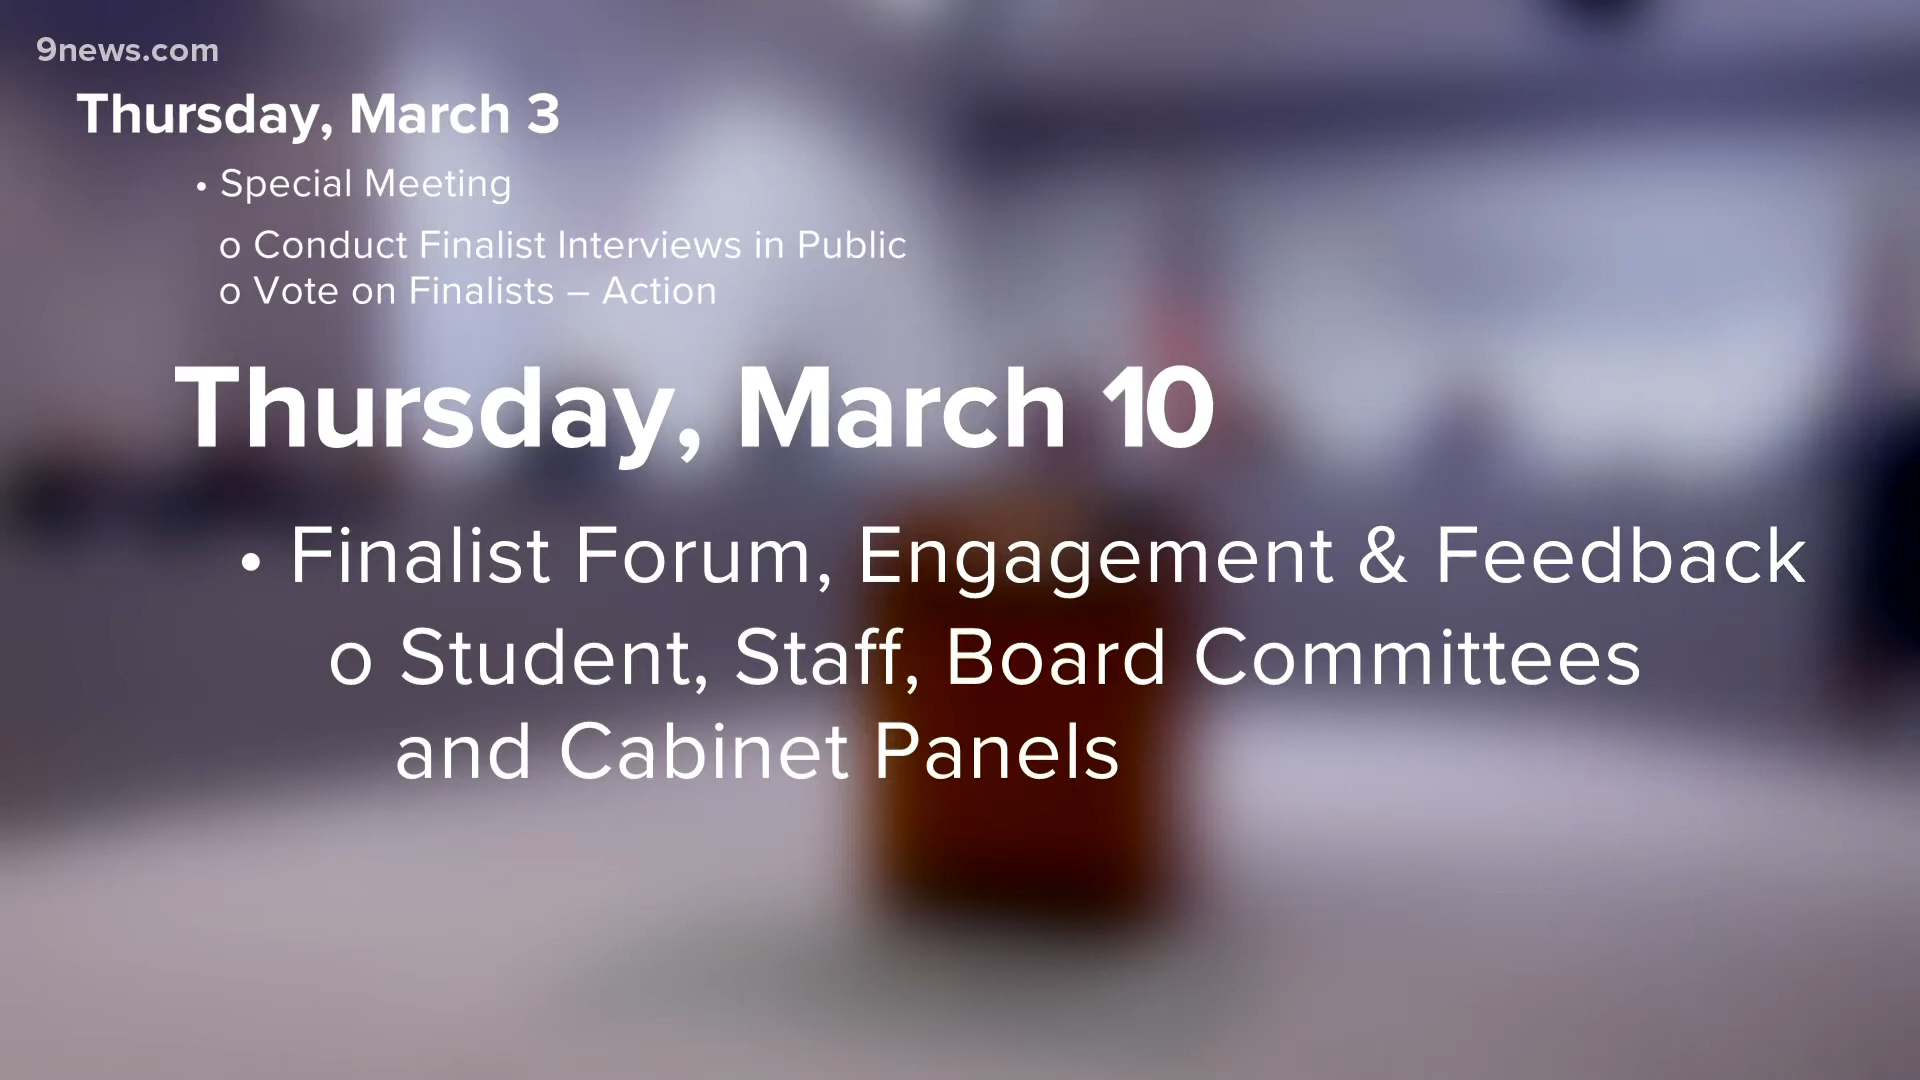 9news.com
Thursday, March 3
• Special Meeting
o Conduct Finalist Interviews in Public
o Vote on Finalists – Action
Thursday, March 10
• Finalist Forum, Engagement & Feedback
o Student, Staff, Board Committees
and Cabinet Panels